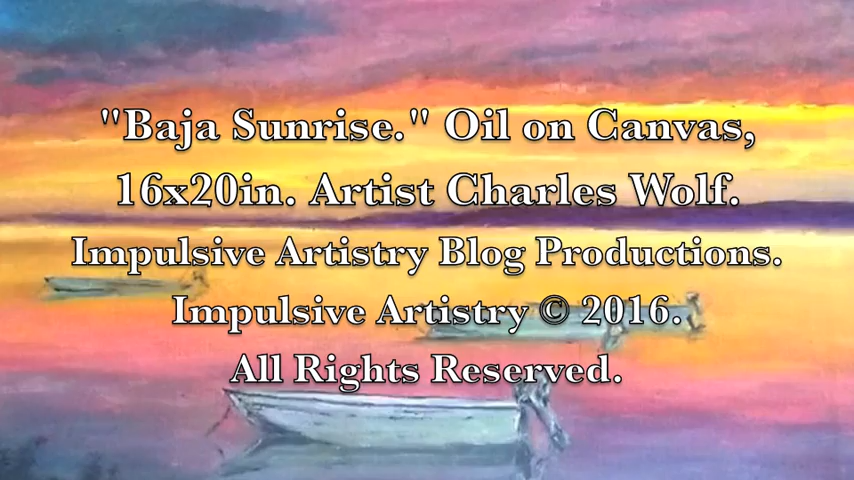 "Baja Sunrise." Oil on Canvas,
16x20in. Artist Charles Wolf.
Impulsive Artistry Blog Productions.
Impulsive Artistry © 2016.
All Rights Reserved.